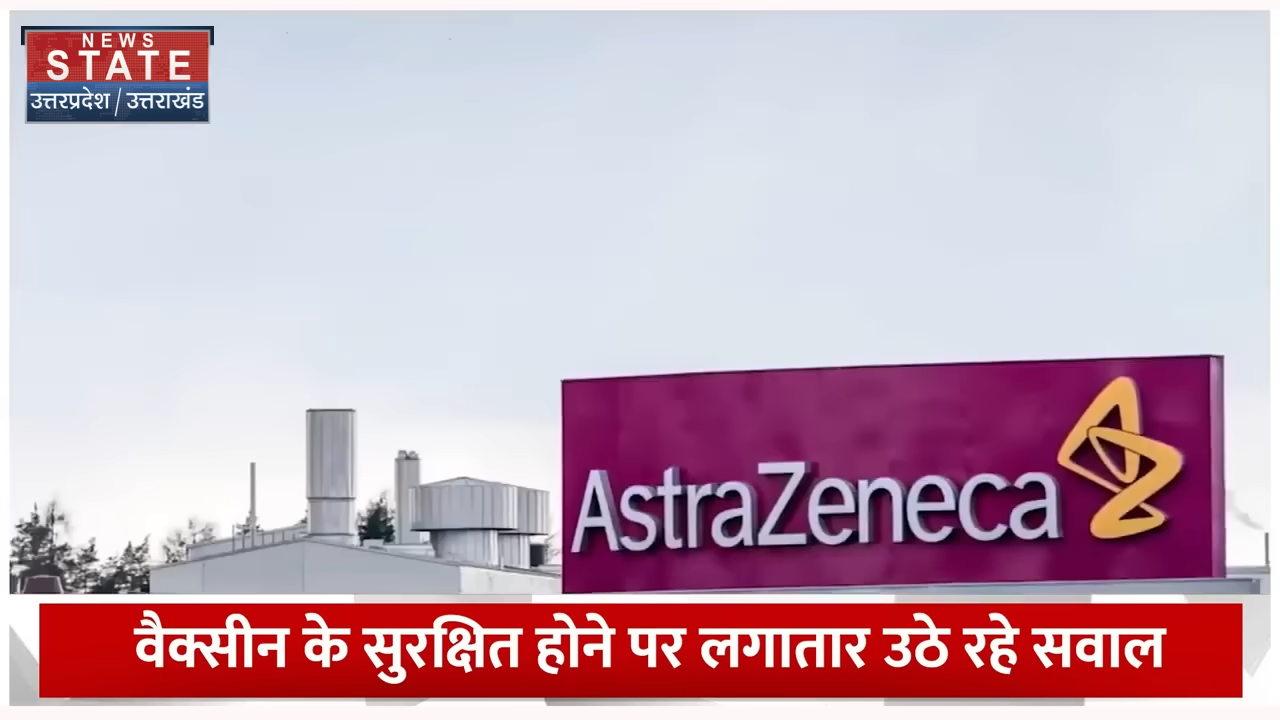 NEWS
STATE
उत्तरप्रदेश / उत्तराखंड
AstraZeneca
वैक्सीन के सुरक्षित होने पर लगातार उठे रहे सवाल